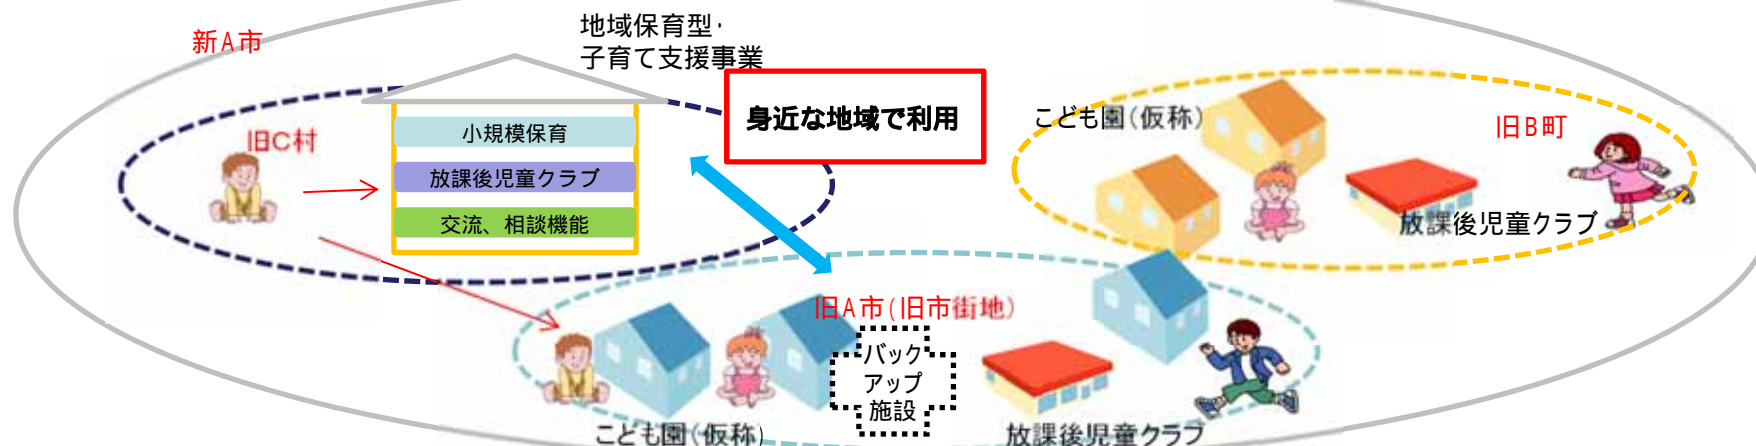 新A市
地域保育型・
子育て支援事業
身近な地域で利用
旧C村
小規模保育
放課後児童クラブ
交流、相談機能
こども園(仮称)
旧B町
放課後児童クラブ
旧A市(旧市街地)
バック
アップ
施設
こども園(仮称)
放課後児童クラブ